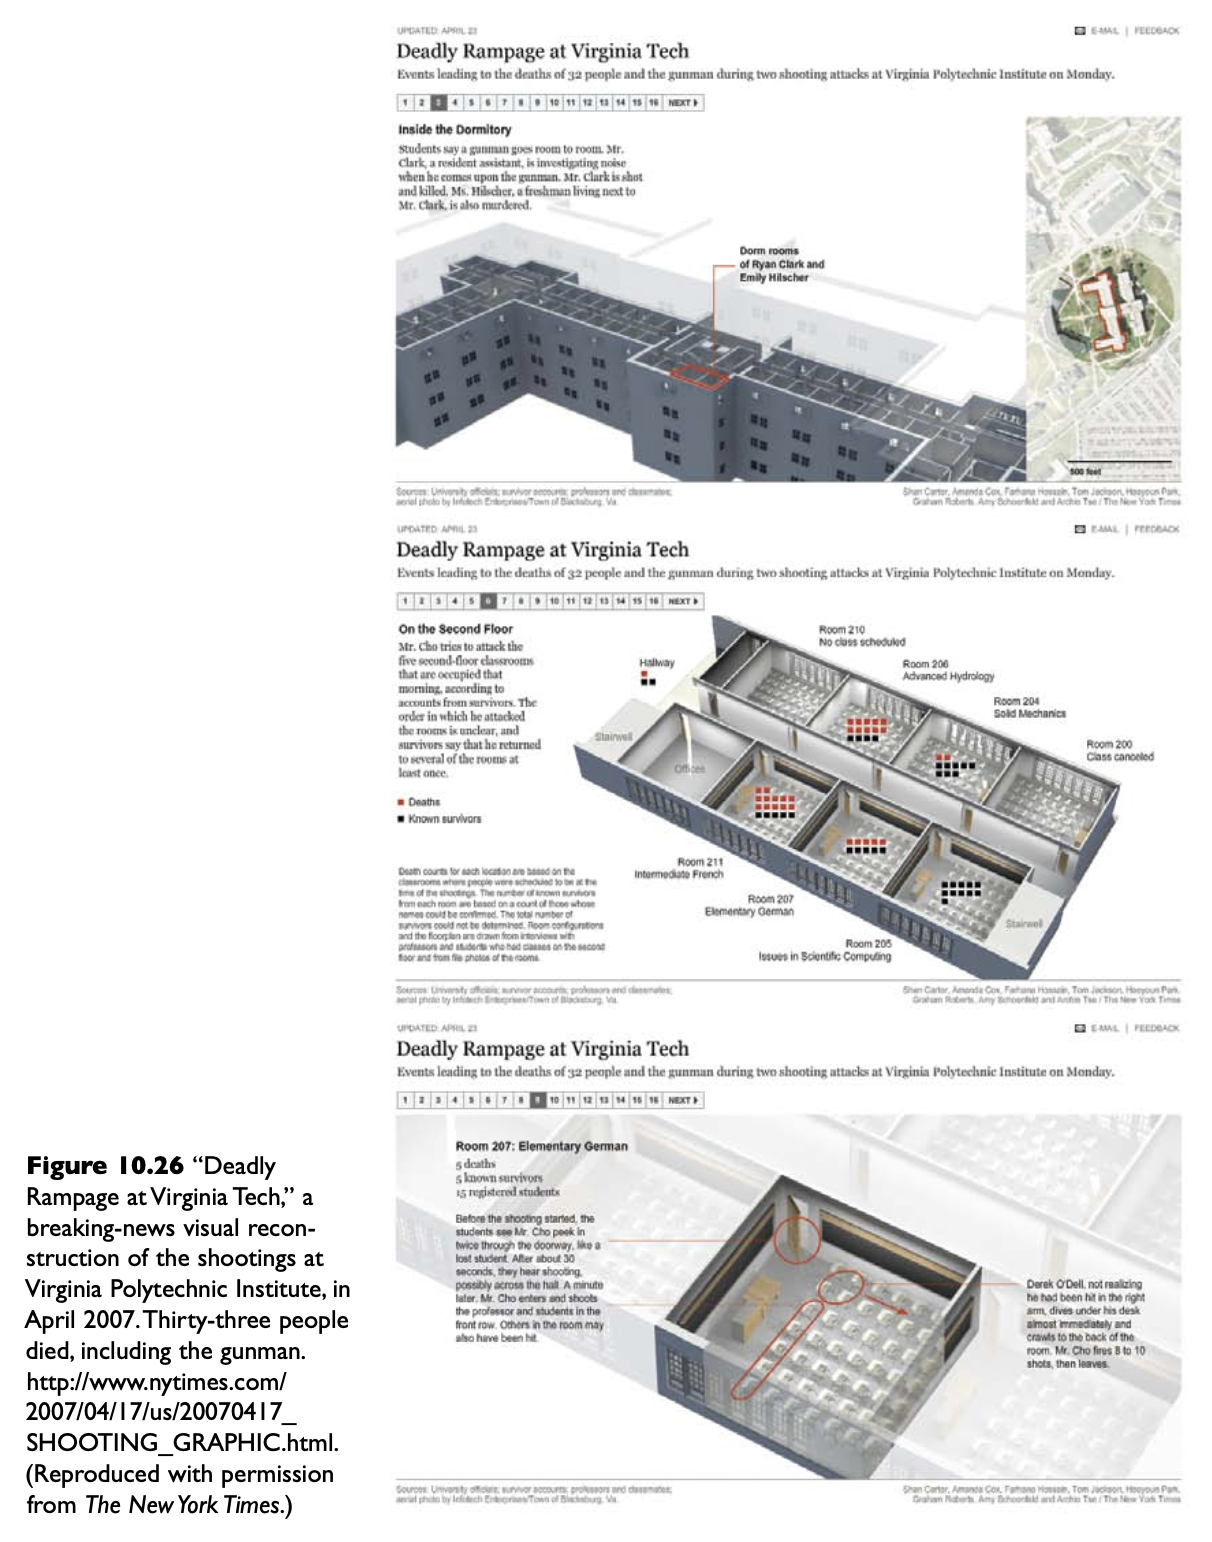 UPDATED: APRIL 23
E-MAIL | FEEDBACK
Deadly Rampage at Virginia Tech
Events leading to the deaths of 32 people and the gunman during two shooting attacks at Virginia Polytechnic Institute on Monday.
1 2 3 4 5 6 7 8 9 10 11 12 13 14 15 16 NEXT
Inside the Dormitory
Students say a gunman goes room to room. Mr.
Clark, a resident assistant, is investigating noise
when he comes upon the gunman. Mr. Clark is shot
and killed. Ms. Hilscher, a freshman living next to
Mr. Clark, is also murdered.
Dorm rooms
of Ryan Clark and
Emily Hilscher
500 feet
Sources: University officials; survivor accounts; professors and classmates;
aerial photo by Infotech Enterprises/Town of Blacksburg, Va.
Shan Carter, Amanda Cox, Farhana Hossain, Tom Jackson, Haeyoun Park,
Graham Roberts, Amy Schoenfeld and Archie Tse / The New York Times
UPDATED: APRIL 23
E-MAIL | FEEDBACK
Deadly Rampage at Virginia Tech
Events leading to the deaths of 32 people and the gunman during two shooting attacks at Virginia Polytechnic Institute on Monday.
1 2 3 4 5 6 7 8 9 10 11 12 13 14 15 16 NEXT
On the Second Floor
Mr. Cho tries to attack the
five second-floor classrooms
that are occupied that
morning, according to
accounts from survivors. The
order in which he attacked
the rooms is unclear, and
survivors say that he returned
to several of the rooms at
least once.
Deaths
Known survivors
Death counts for each location are based on the
classrooms where people were scheduled to be at the
time of the shootings. The number of known survivors
from each room are based on a count of those whose
names could be confirmed. The total number of
survivors could not be determined. Room configurations
and the floorplan are drawn from interviews with
professors and students who had classes on the second
floor and from file photos of the rooms.
Hallway
Room 210
No class scheduled
Room 206
Advanced Hydrology
Room 204
Solid Mechanics
Room 200
Class canceled
Stairwell
Offices
Room 211
Intermediate French
Room 207
Elementary German
Room 205
Issues in Scientific Computing
Stairwell
Sources: University officials; survivor accounts; professors and classmates;
aerial photo by Infotech Enterprises/Town of Blacksburg, Va.
Shan Carter, Amanda Cox, Farhana Hossain, Tom Jackson, Haeyoun Park,
Graham Roberts, Amy Schoenfeld and Archie Tse / The New York Times
UPDATED: APRIL 23
E-MAIL | FEEDBACK
Deadly Rampage at Virginia Tech
Events leading to the deaths of 32 people and the gunman during two shooting attacks at Virginia Polytechnic Institute on Monday.
1 2 3 4 5 6 7 8 9 10 11 12 13 14 15 16 NEXT
Room 207: Elementary German
5 deaths
5 known survivors
15 registered students
Before the shooting started, the
students see Mr. Cho peek in
twice through the doorway, like a
lost student. After about 30
seconds, they hear shooting,
possibly across the hall. A minute
later, Mr. Cho enters and shoots
the professor and students in the
front row. Others in the room may
also have been hit.
Derek O'Dell, not realizing
he had been hit in the right
arm, dives under his desk
almost immediately and
crawls to the back of the
room. Mr. Cho fires 8 to 10
shots, then leaves.
Sources: University officials; survivor accounts; professors and classmates;
aerial photo by Infotech Enterprises/Town of Blacksburg, Va.
Shan Carter, Amanda Cox, Farhana Hossain, Tom Jackson, Haeyoun Park,
Graham Roberts, Amy Schoenfeld and Archie Tse / The New York Times
Figure 10.26 “Deadly
Rampage at Virginia Tech,” a
breaking-news visual recon-
struction of the shootings at
Virginia Polytechnic Institute, in
April 2007. Thirty-three people
died, including the gunman.
http://www.nytimes.com/
2007/04/17/us/20070417_
SHOOTING_GRAPHIC.html.
(Reproduced with permission
from The New York Times.)